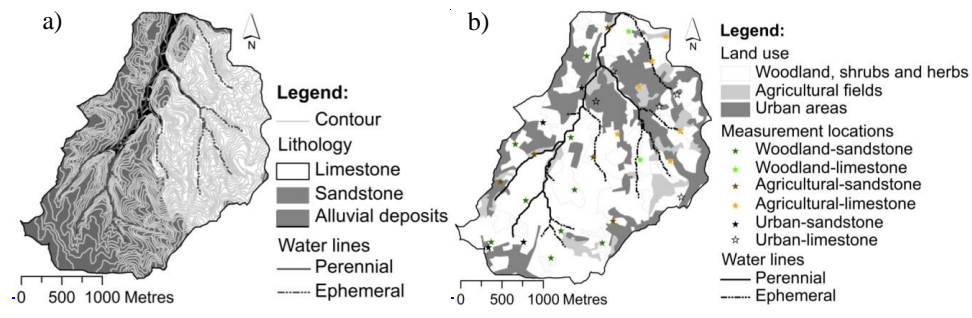 a)
N
Legend:
Contour
Lithology
Limestone
Sandstone
Alluvial deposits
Water lines
Perennial
Ephemeral
0 500 1000 Metres
b)
N
Legend:
Land use
Woodland, shrubs and herbs
Agricultural fields
Urban areas
Measurement locations
Woodland-sandstone
Woodland-limestone
Agricultural-sandstone
Agricultural-limestone
Urban-sandstone
Urban-limestone
Water lines
Perennial
Ephemeral
0 500 1000 Metres